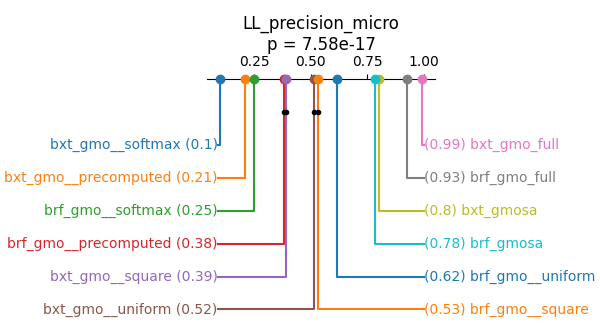 LL_precision_micro
p = 7.58e-17
0.25 0.50 0.75 1.00
bxt_gmo__softmax (0.1) (0.99) bxt_gmo_full
bxt_gmo__precomputed (0.21) (0.93) brf_gmo_full
brf_gmo__softmax (0.25) (0.8) bxt_gmosa
brf_gmo__precomputed (0.38) (0.78) brf_gmosa
bxt_gmo__square (0.39) (0.62) brf_gmo__uniform
bxt_gmo__uniform (0.52) (0.53) brf_gmo__square